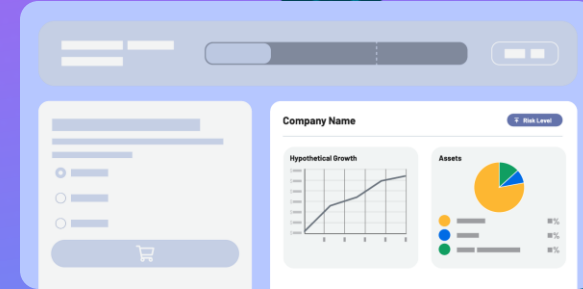 Company Name
Risk Level
Hypothetical Growth
Assets
%
%
%